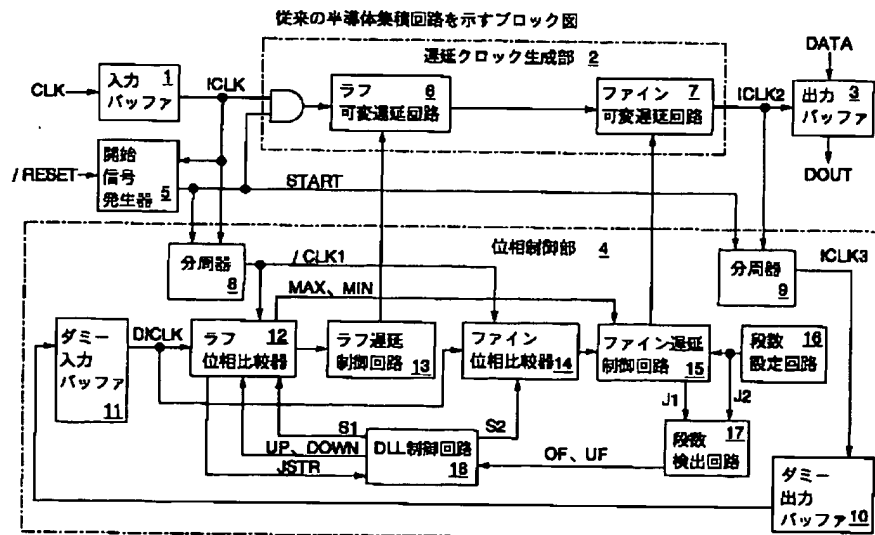 従来の半導体集積回路を示すブロック図
遅延クロック生成部 2
DATA
CLK
入力 1
バッファ
ICLK
ラフ 6
可変遅延回路
ファイン 7
可変遅延回路
ICLK2
出力 3
バッファ
DOUT
/RESET
開始
信号
発生器 5
START
位相制御部 4
分周器
8
/CLK1
分周器
9
ICLK3
MAX、MIN
ダミー
入力
バッファ
11
DICLK
ラフ 12
位相比較器
ラフ遅延
制御回路 13
ファイン
位相比較器 14
ファイン遅延
制御回路 15
段数 16
設定回路
J1
J2
S1
S2
UP、DOWN
JSTR
DLL制御回路
18
OF、UF
段数 17
検出回路
ダミー
出力
バッファ 10